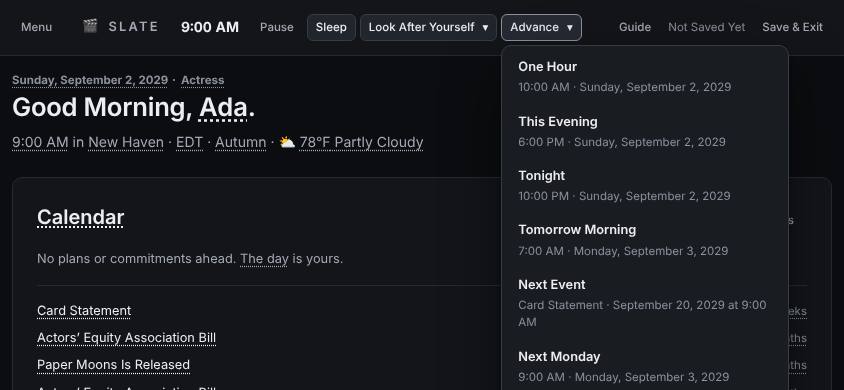 Menu 🎬 SLATE 9:00 AM Pause Sleep Look After Yourself ▾ Advance ▾ Guide Not Saved Yet Save & Exit
Sunday, September 2, 2029 · Actress
Good Morning, Ada.
9:00 AM in New Haven · EDT · Autumn · ⛅ 78°F Partly Cloudy
Calendar
No plans or commitments ahead. The day is yours.
Card Statement
Actors’ Equity Association Bill
Paper Moons Is Released
Actors’ Equity Association Bill
One Hour
10:00 AM · Sunday, September 2, 2029
This Evening
6:00 PM · Sunday, September 2, 2029
Tonight
10:00 PM · Sunday, September 2, 2029
Tomorrow Morning
7:00 AM · Monday, September 3, 2029
Next Event
Card Statement · September 20, 2029 at 9:00
AM
Next Monday
9:00 AM · Monday, September 3, 2029